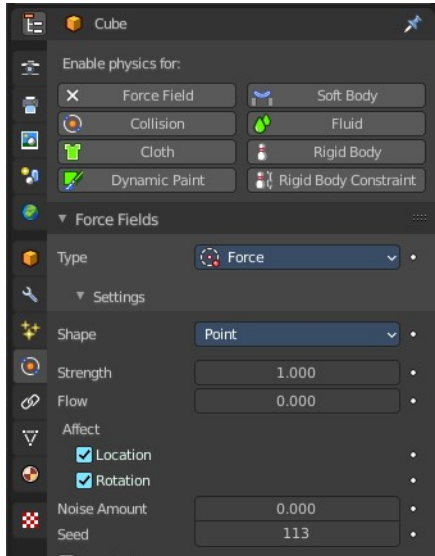 Cube
Enable physics for:
Force Field Soft Body
Collision Fluid
Cloth Rigid Body
Dynamic Paint Rigid Body Constraint
Force Fields
Type Force
Settings
Shape Point
Strength 1.000
Flow 0.000
Affect
Location
Rotation
Noise Amount 0.000
Seed 113